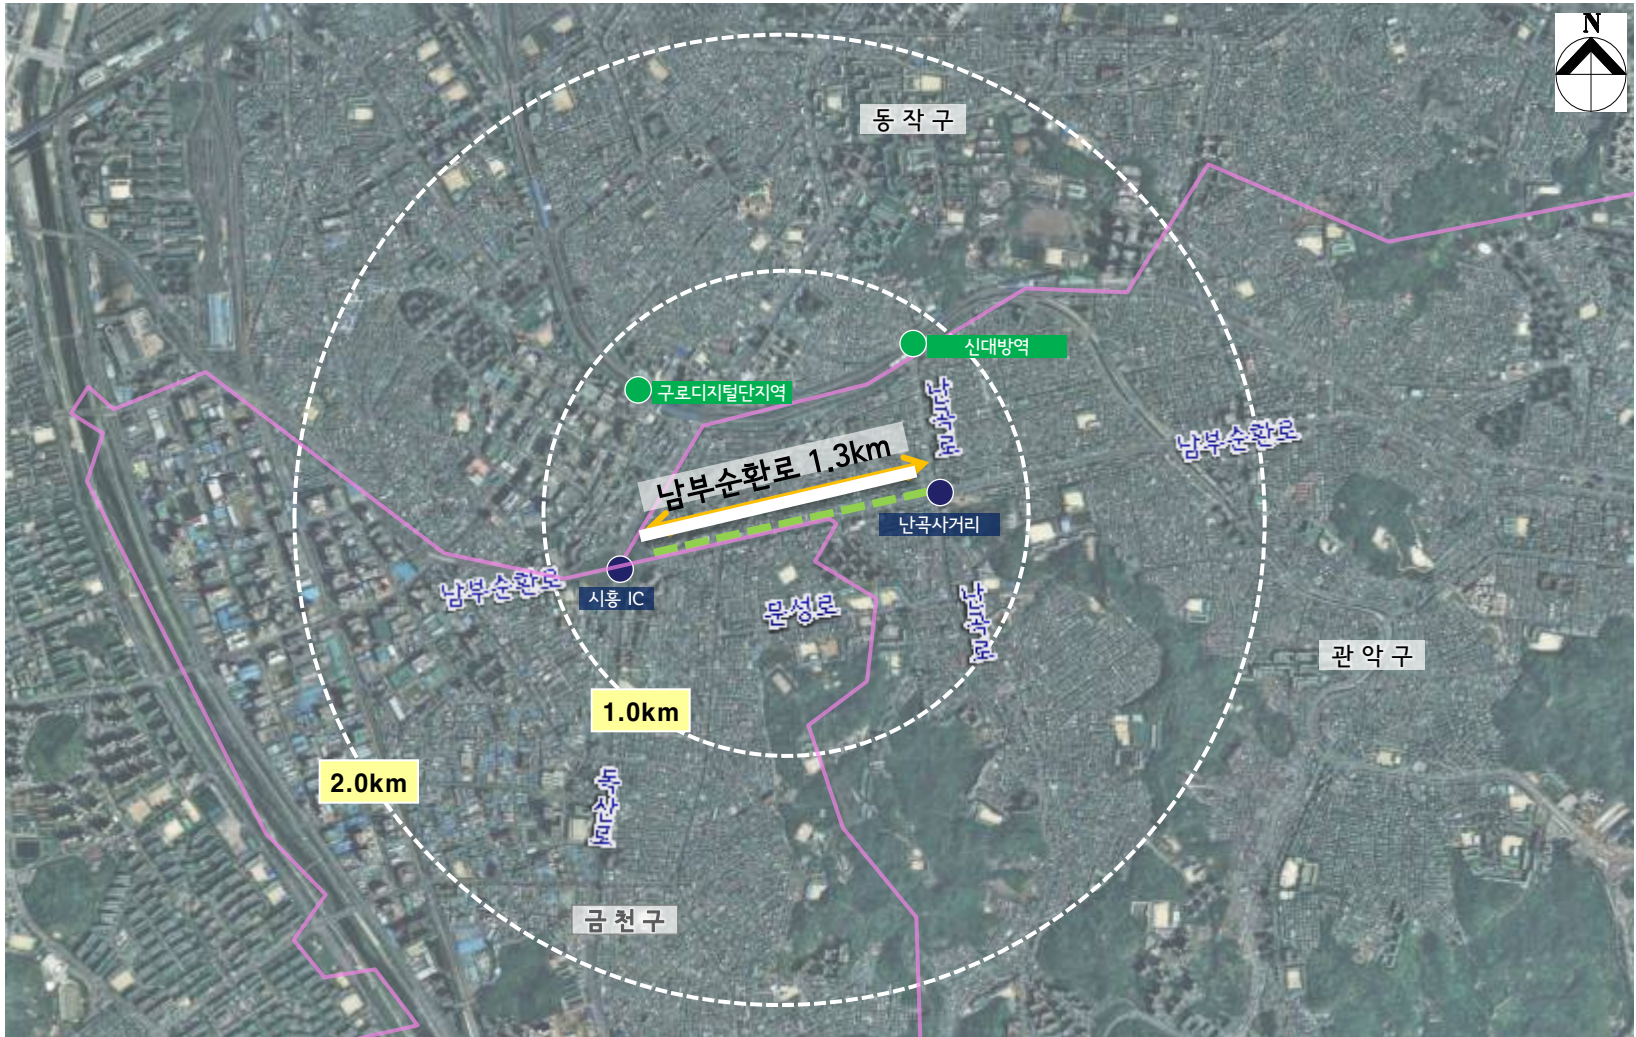 N
동 작 구
신대방역
구로디지털단지역
난곡로
남부순환로
남부순환로 1.3km
난곡사거리
남부순환로
시흥 IC
문성로
난곡로
관 악 구
1.0km
2.0km
독산로
금 천 구